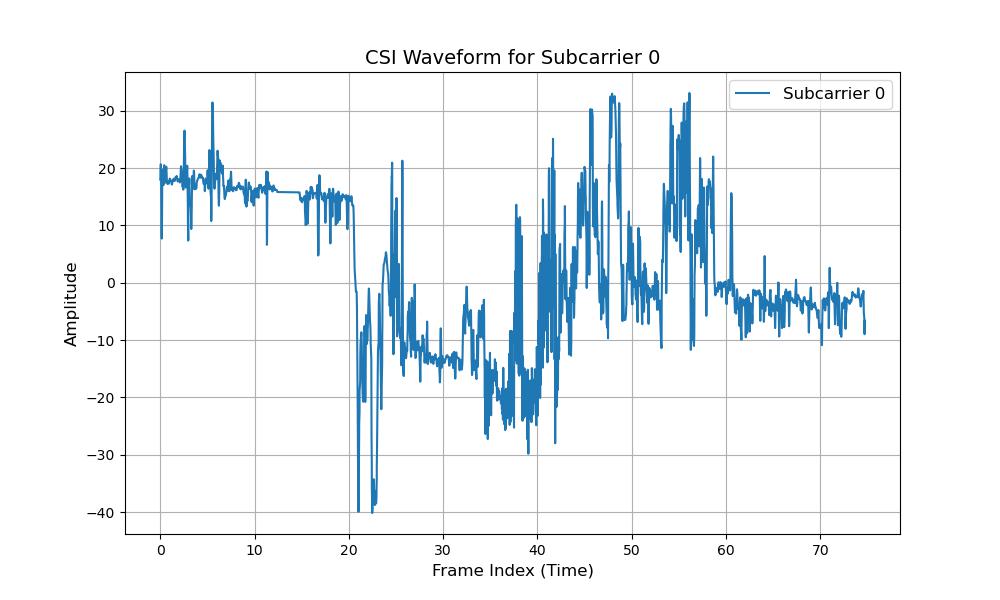 CSI Waveform for Subcarrier 0
Subcarrier 0
Amplitude
30
20
10
0
−10
−20
−30
−40
0 10 20 30 40 50 60 70
Frame Index (Time)